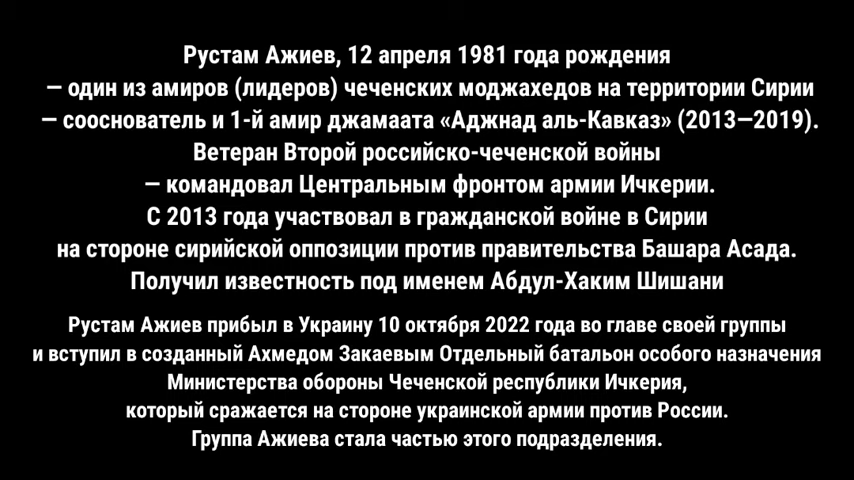 Рустам Ажиев, 12 апреля 1981 года рождения
— один из амиров (лидеров) чеченских моджахедов на территории Сирии
— сооснователь и 1-й амир джамаата «Аджнад аль-Кавказ» (2013—2019).
Ветеран Второй российско-чеченской войны
— командовал Центральным фронтом армии Ичкерии.
С 2013 года участвовал в гражданской войне в Сирии
на стороне сирийской оппозиции против правительства Башара Асада.
Получил известность под именем Абдул-Хаким Шишани
Рустам Ажиев прибыл в Украину 10 октября 2022 года во главе своей группы
и вступил в созданный Ахмедом Закаевым Отдельный батальон особого назначения
Министерства обороны Чеченской республики Ичкерия,
который сражается на стороне украинской армии против России.
Группа Ажиева стала частью этого подразделения.